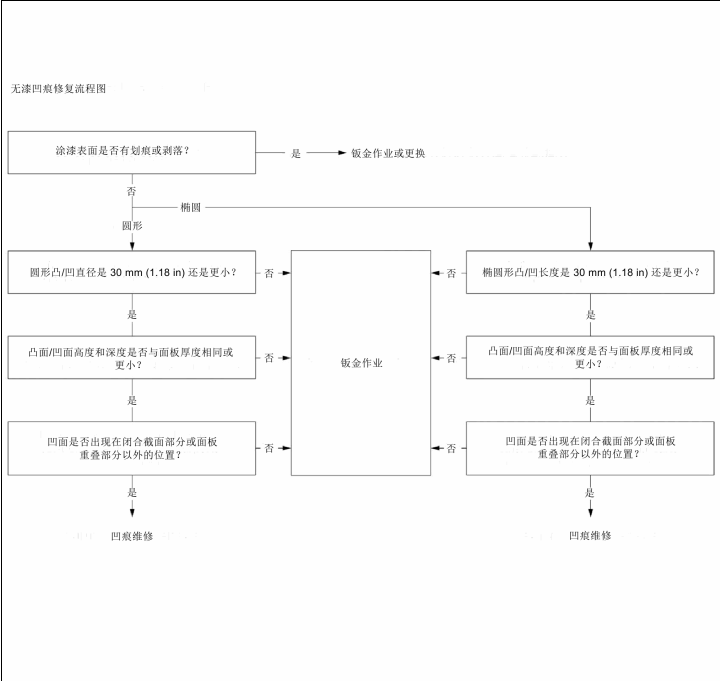 无漆凹痕修复流程图
涂漆表面是否有划痕或剥落？
是
钣金作业或更换
否
椭圆
圆形
圆形凸/凹直径是 30 mm (1.18 in) 还是更小？
否
否
椭圆形凸/凹长度是 30 mm (1.18 in) 还是更小？
是
是
凸面/凹面高度和深度是否与面板厚度相同或
更小？
否
钣金作业
否
凸面/凹面高度和深度是否与面板厚度相同或
更小？
是
是
凹面是否出现在闭合截面部分或面板
重叠部分以外的位置？
否
否
凹面是否出现在闭合截面部分或面板
重叠部分以外的位置？
是
是
凹痕维修
凹痕维修